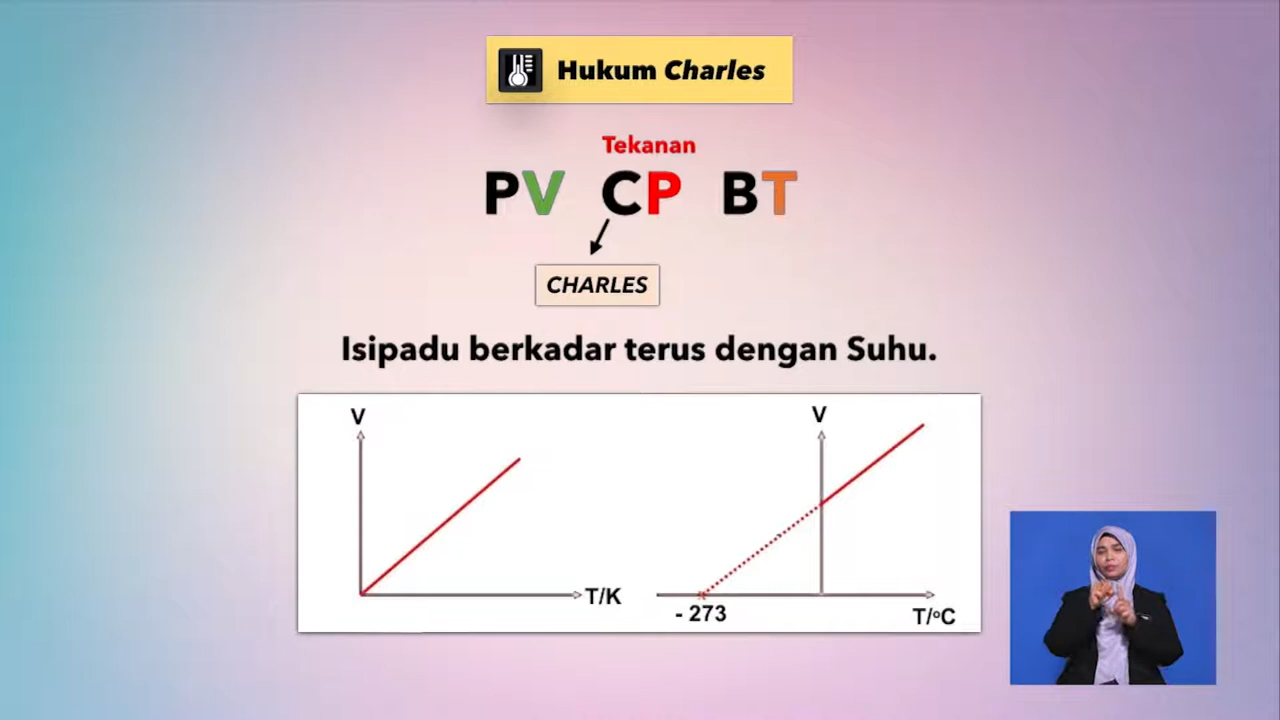 Hukum Charles
Tekanan
PV CP BT
CHARLES
Isipadu berkadar terus dengan Suhu.
V
T/K
V
- 273
T/°C